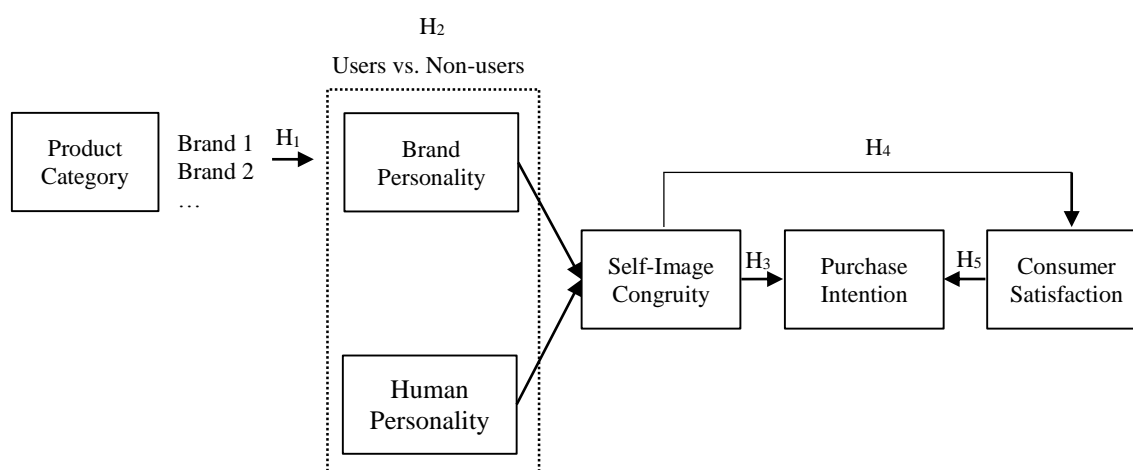 H₂
Users vs. Non-users
Product
Category
Brand 1
Brand 2
…
H₁
Brand
Personality
Human
Personality
H₄
Self-Image
Congruity
H₃
Purchase
Intention
H₅
Consumer
Satisfaction